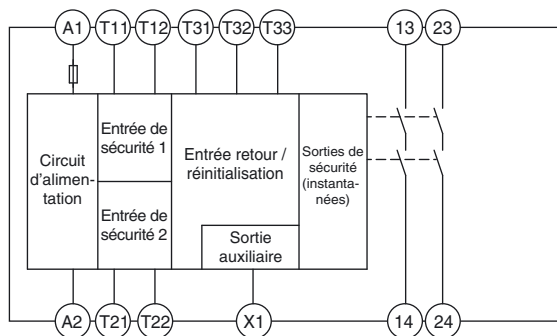 A1 T11 T12 T31 T32 T33 13 23
Circuit
d'alimen-
tation
Entrée de
sécurité 1
Entrée de
sécurité 2
Entrée retour /
réinitialisation
Sortie
auxiliaire
Sorties de
sécurité
(instanta-
nées)
A2 T21 T22 X1 14 24